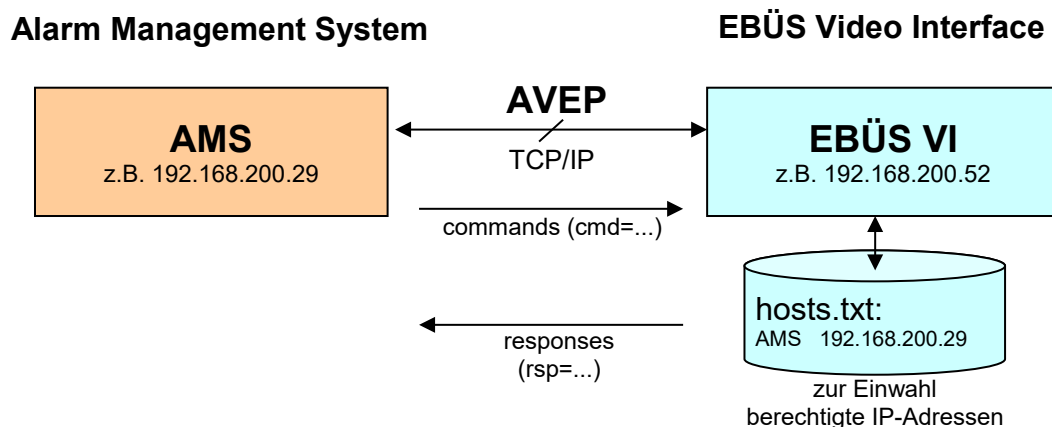 Alarm Management System
EBÜS Video Interface
AMS
z.B. 192.168.200.29
AVEP
TCP/IP
EBÜS VI
z.B. 192.168.200.52
commands (cmd=...)
hosts.txt:
AMS 192.168.200.29
responses
(rsp=...)
zur Einwahl
berechtigte IP-Adressen